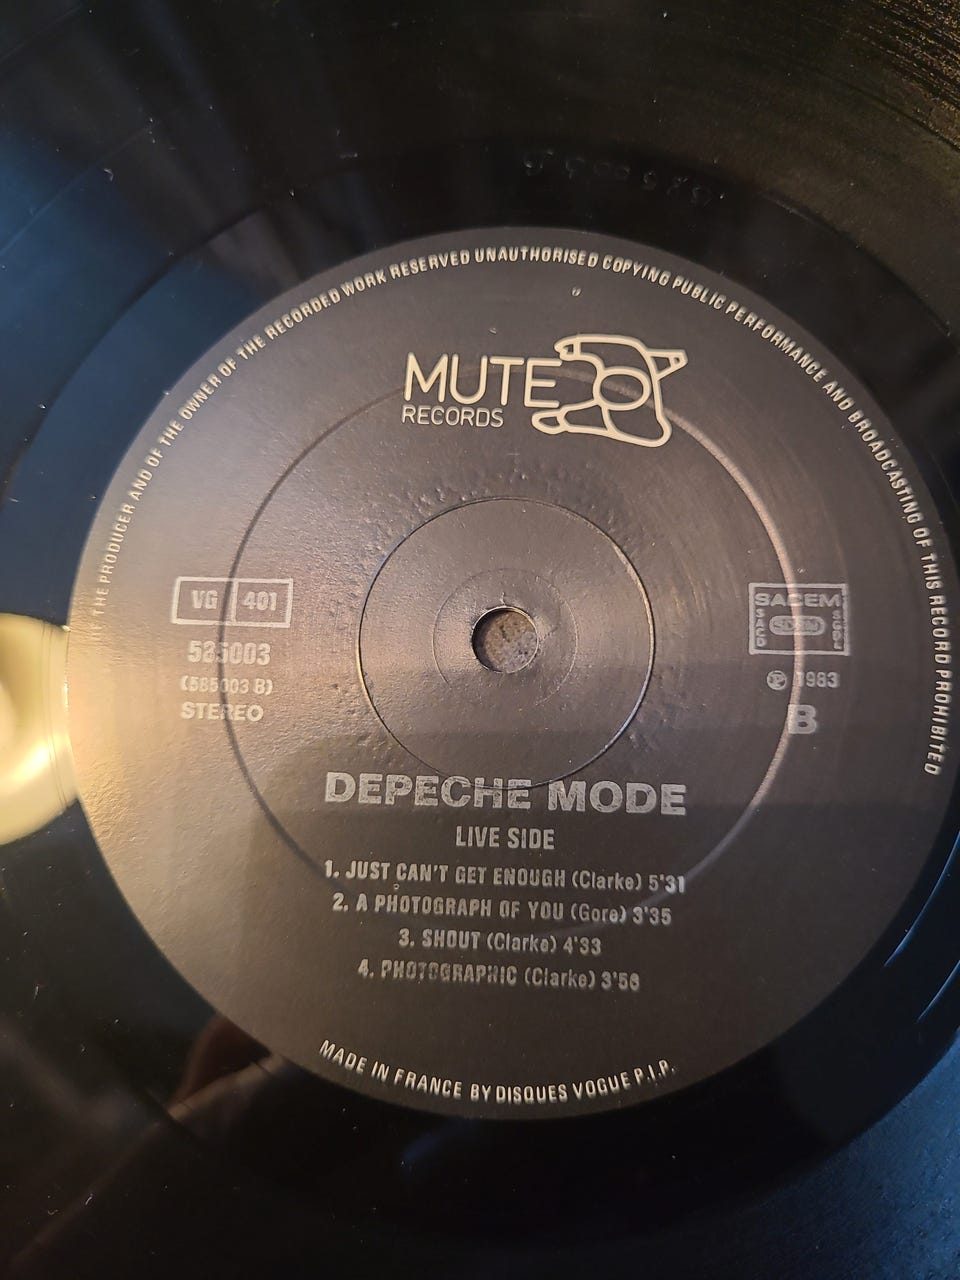 THE PRODUCER AND OF THE OWNER OF THE RECORDED WORK RESERVED UNAUTHORISED COPYING PUBLIC PERFORMANCE AND BROADCASTING OF THIS RECORD PROHIBITED
MUTE
RECORDS
VG 401
585003
(585003 B)
STEREO
SACEM
SACD
SDRM
SGDL
Ⓟ 1983
B
DEPECHE MODE
LIVE SIDE
1. JUST CAN'T GET ENOUGH (Clarke) 5'31
2. A PHOTOGRAPH OF YOU (Gore) 3'35
3. SHOUT (Clarke) 4'33
4. PHOTOGRAPHIC (Clarke) 3'56
MADE IN FRANCE BY DISQUES VOGUE P.I.P.